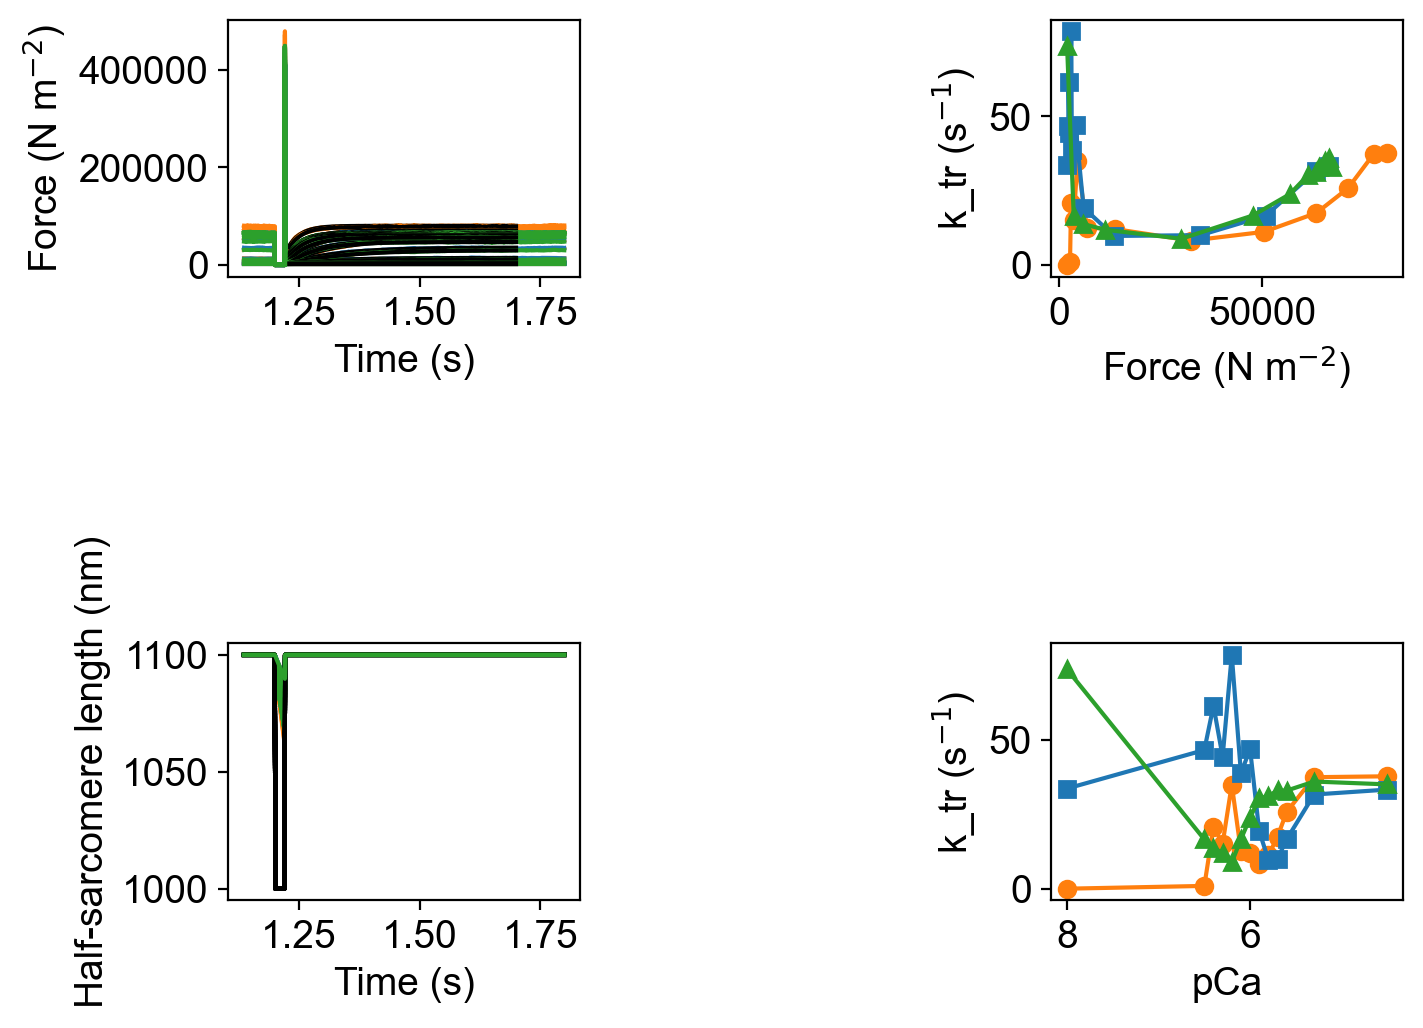 Force (N m⁻²)
400000
200000
0
1.25 1.50 1.75
Time (s)
k_tr (s⁻¹)
50
0
0 50000
Force (N m⁻²)
Half-sarcomere length (nm)
1100
1050
1000
1.25 1.50 1.75
Time (s)
k_tr (s⁻¹)
50
0
8 6
pCa